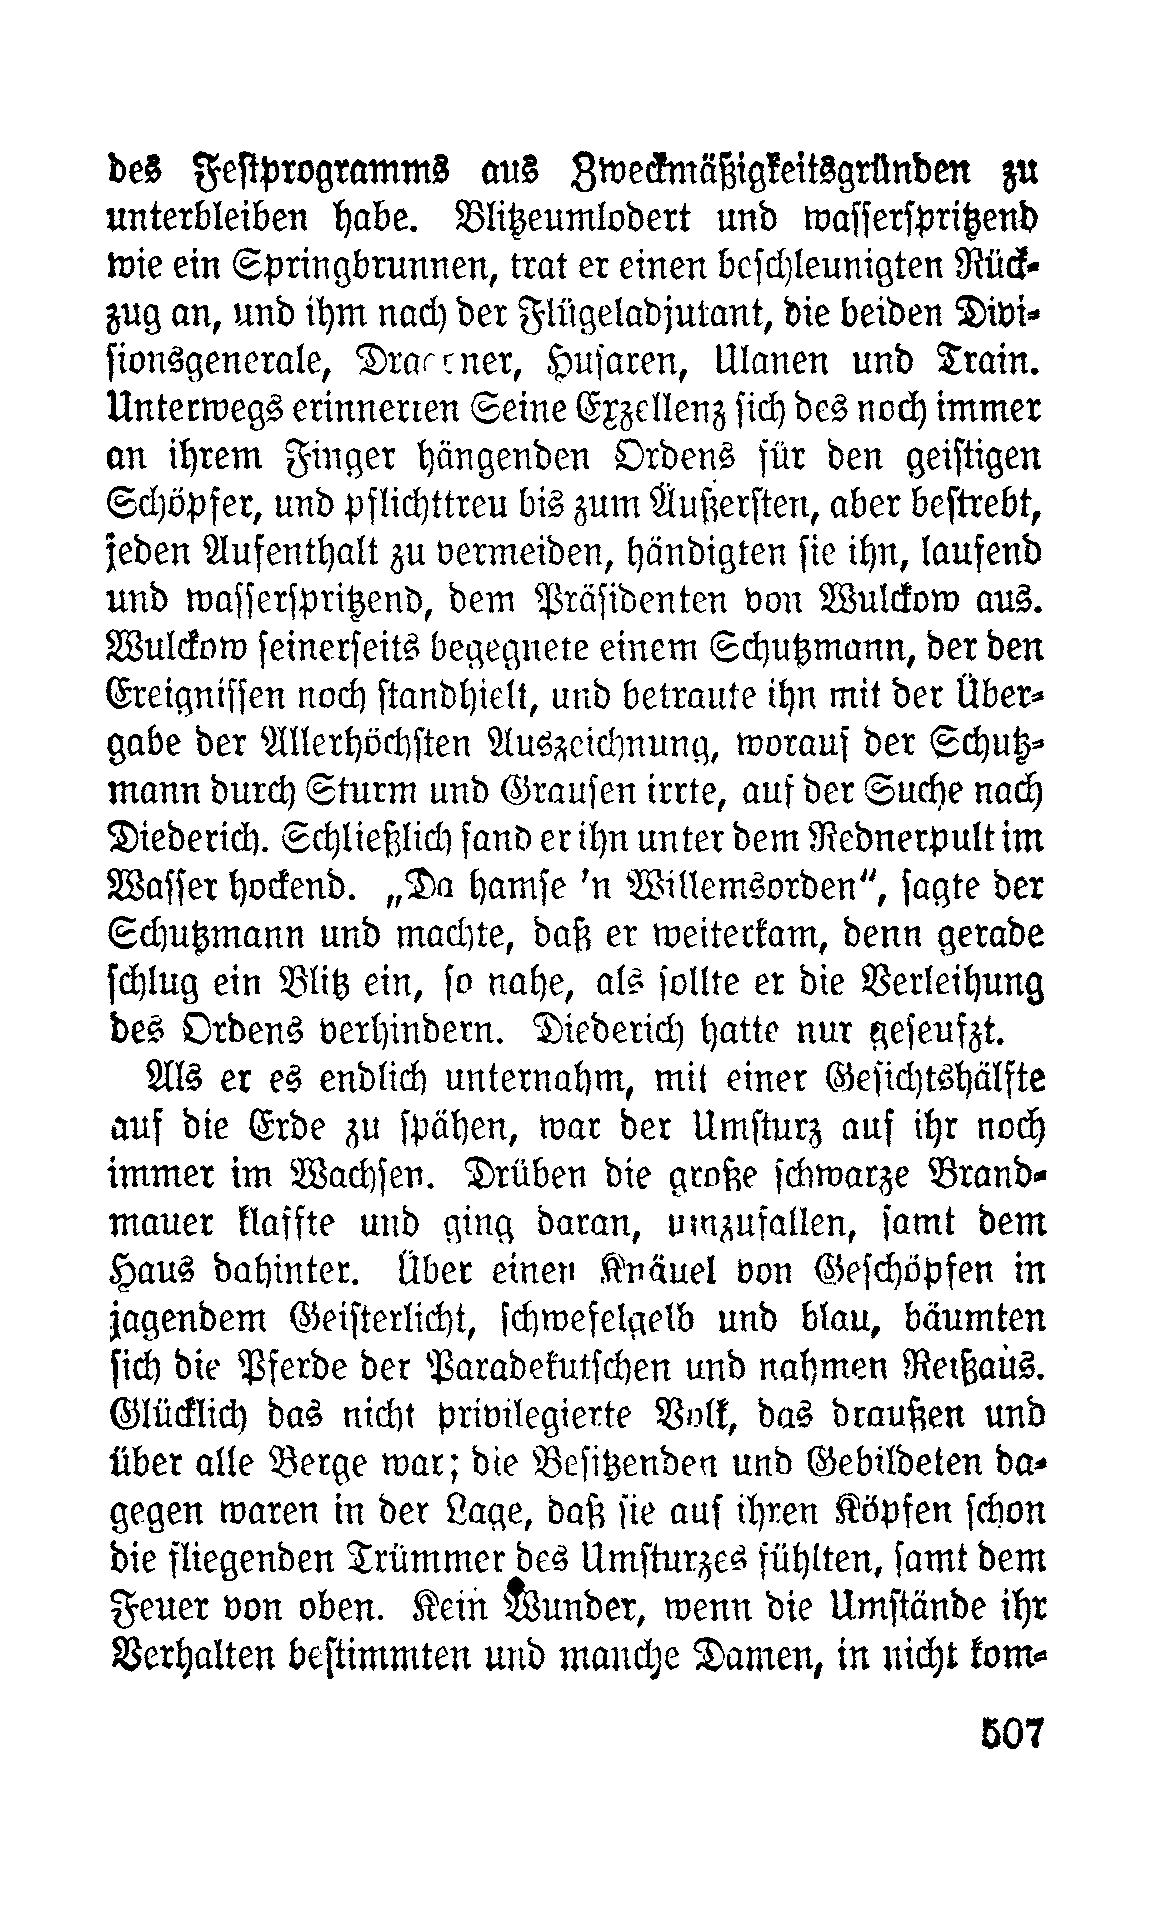 des Festprogramms aus Zweckmäßigkeitsgründen zu
unterbleiben habe. Blitzeumlodert und wasserspritzend
wie ein Springbrunnen, trat er einen beschleunigten Rück-
zug an, und ihm nach der Flügeladjutant, die beiden Divi-
sionsgenerale, Husaren, Ulanen und Train.
Unterwegs erinnerten Seine Exzellenz sich des noch immer
an ihrem Finger hängenden Ordens für den geistigen
Schöpfer, und pflichttreu bis zum Äußersten, aber bestrebt,
jeden Aufenthalt zu vermeiden, händigten sie ihn, laufend
und wasserspritzend, dem Präsidenten von Wulckow aus.
Wulckow seinerseits begegnete einem Schutzmann, der den
Ereignissen noch standhielt, und betraute ihn mit der Über-
gabe der Allerhöchsten Auszeichnung, worauf der Schutz-
mann durch Sturm und Grausen irrte, auf der Suche nach
Diederich. Schließlich fand er ihn unter dem Rednerpult im
Wasser hockend. „Da hamse 'n Willemsorden“, sagte der
Schutzmann und machte, daß er weiterkam, denn gerade
schlug ein Blitz ein, so nahe, als sollte er die Verleihung
des Ordens verhindern. Diederich hatte nur geseufzt.
Als er es endlich unternahm, mit einer Gesichtshälfte
auf die Erde zu spähen, war der Umsturz auf ihr noch
immer im Wachsen. Drüben die große schwarze Brand-
mauer klaffte und ging daran, umzufallen, samt dem
Haus dahinter. Über einen Knäuel von Geschöpfen in
jagendem Geisterlicht, schwefelgelb und blau, bäumten
sich die Pferde der Paradekutschen und nahmen Reißaus.
Glücklich das nicht privilegierte Volk, das draußen und
über alle Berge war; die Besitzenden und Gebildeten da-
gegen waren in der Lage, daß sie auf ihren Köpfen schon
die fliegenden Trümmer des Umsturzes fühlten, samt dem
Feuer von oben. Kein Wunder, wenn die Umstände ihr
Verhalten bestimmten und manche Damen, in nicht kom-
507